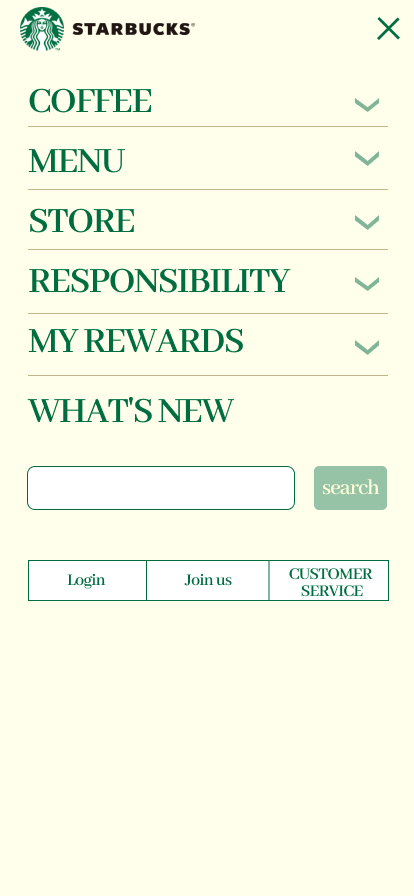 STARBUCKS®
COFFEE
MENU
STORE
RESPONSIBILITY
MY REWARDS
WHAT'S NEW
search
Login
Join us
CUSTOMER
SERVICE